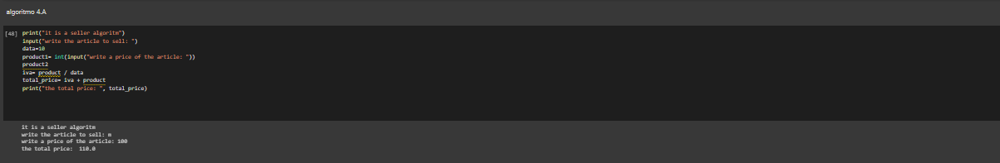 algoritmo 4.A
[48] print("it is a seller algoritm")
input("write the article to sell: ")
data=10
product1= int(input("write a price of the article: "))
product2
iva= product / data
total_price= iva + product
print("the total price: ", total_price)
it is a seller algoritm
write the article to sell: m
write a price of the article: 100
the total price:  110.0